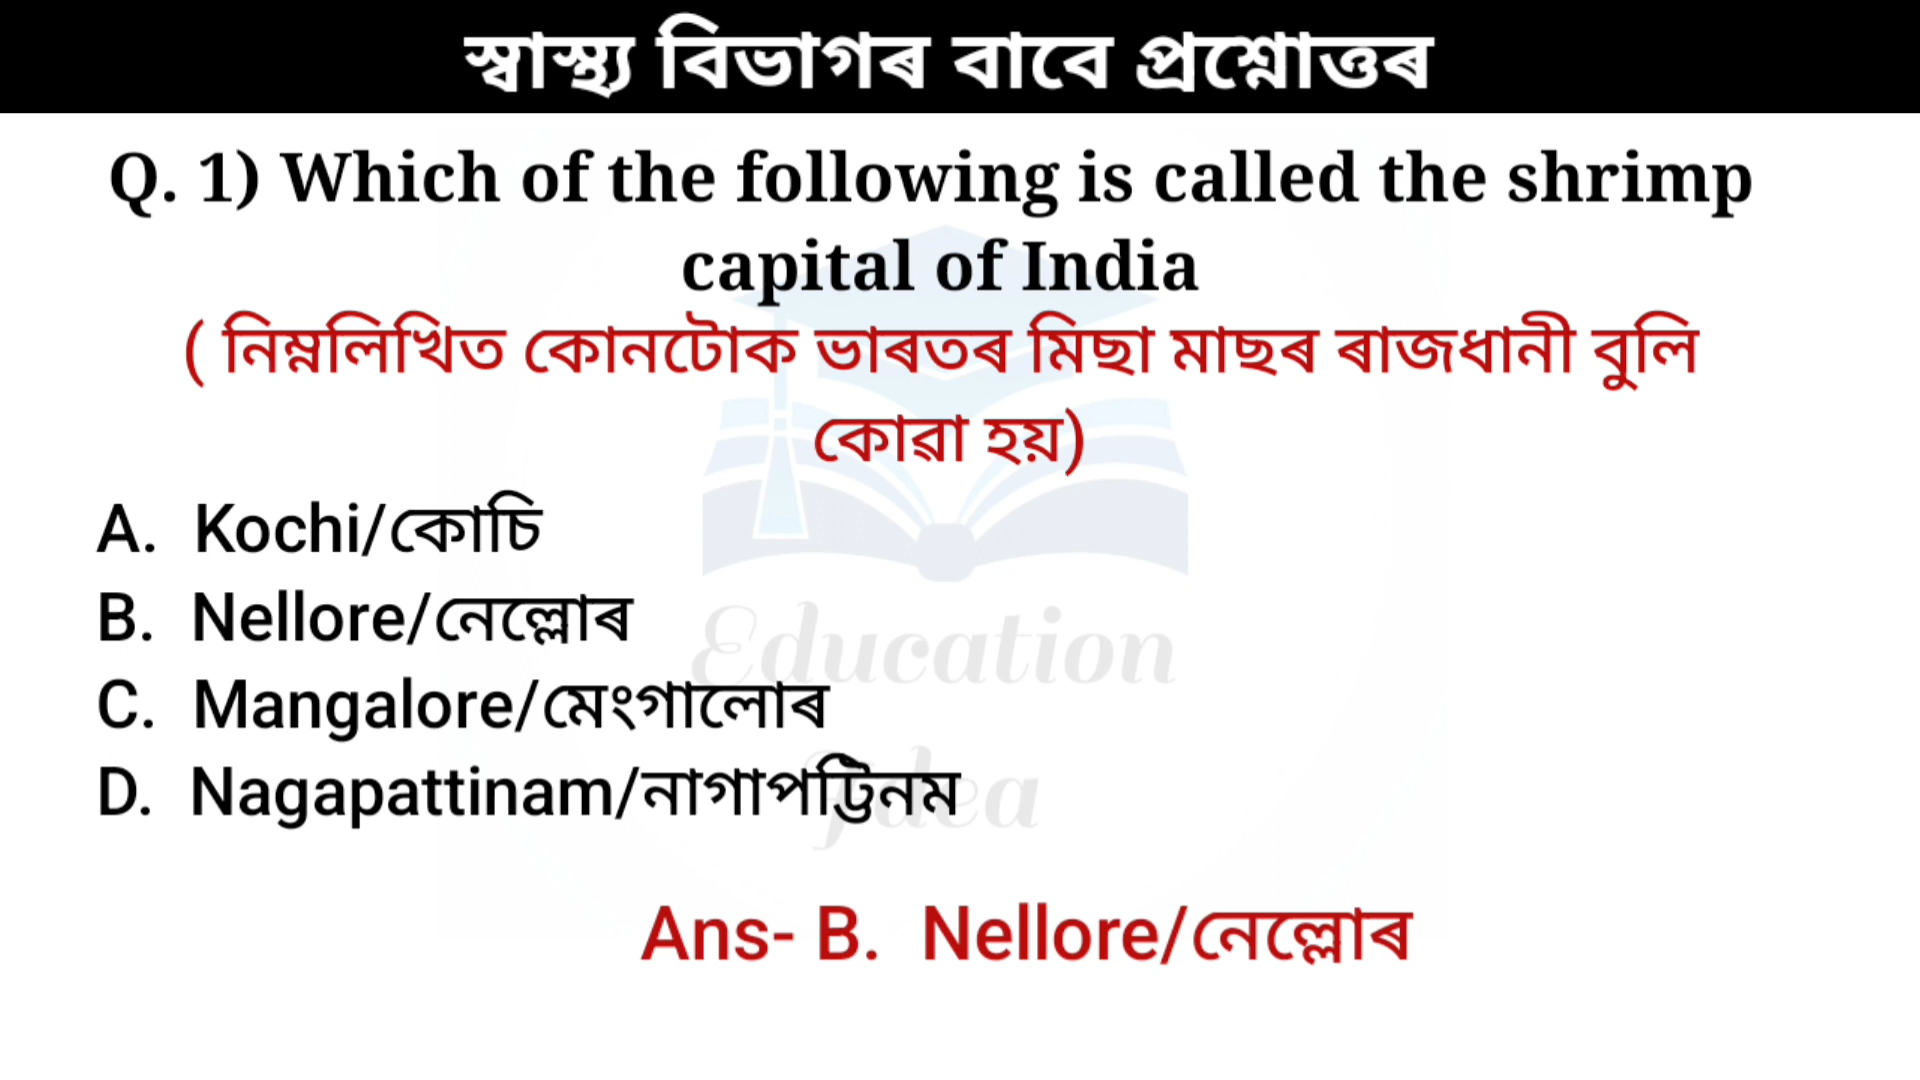 স্বাস্থ্য বিভাগৰ বাবে প্ৰশ্নোত্তৰ
Q. 1) Which of the following is called the shrimp
capital of India
( নিম্নলিখিত কোনটোক ভাৰতৰ মিছা মাছৰ ৰাজধানী বুলি
কোৱা হয়)
A. Kochi/কোচি
B. Nellore/নেল্লোৰ
Education
C. Mangalore/মেংগালোৰ
D. Nagapattinam/নাগাপট্টিনম
Idea
Ans- B. Nellore/নেল্লোৰ